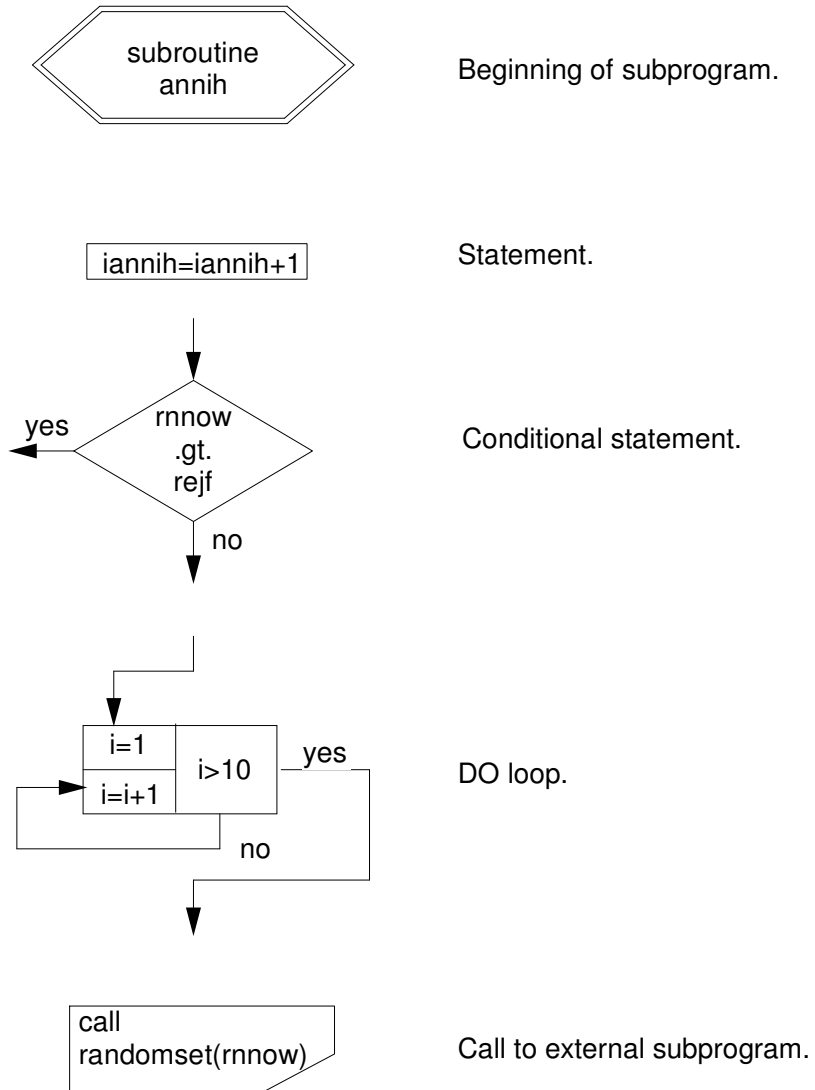 subroutine
annih
Beginning of subprogram.
iannih=iannih+1
Statement.
yes
rnnow
.gt.
rejf
Conditional statement.
no
i=1
i=i+1
i>10
yes
no
DO loop.
call
randomset(rnnow)
Call to external subprogram.